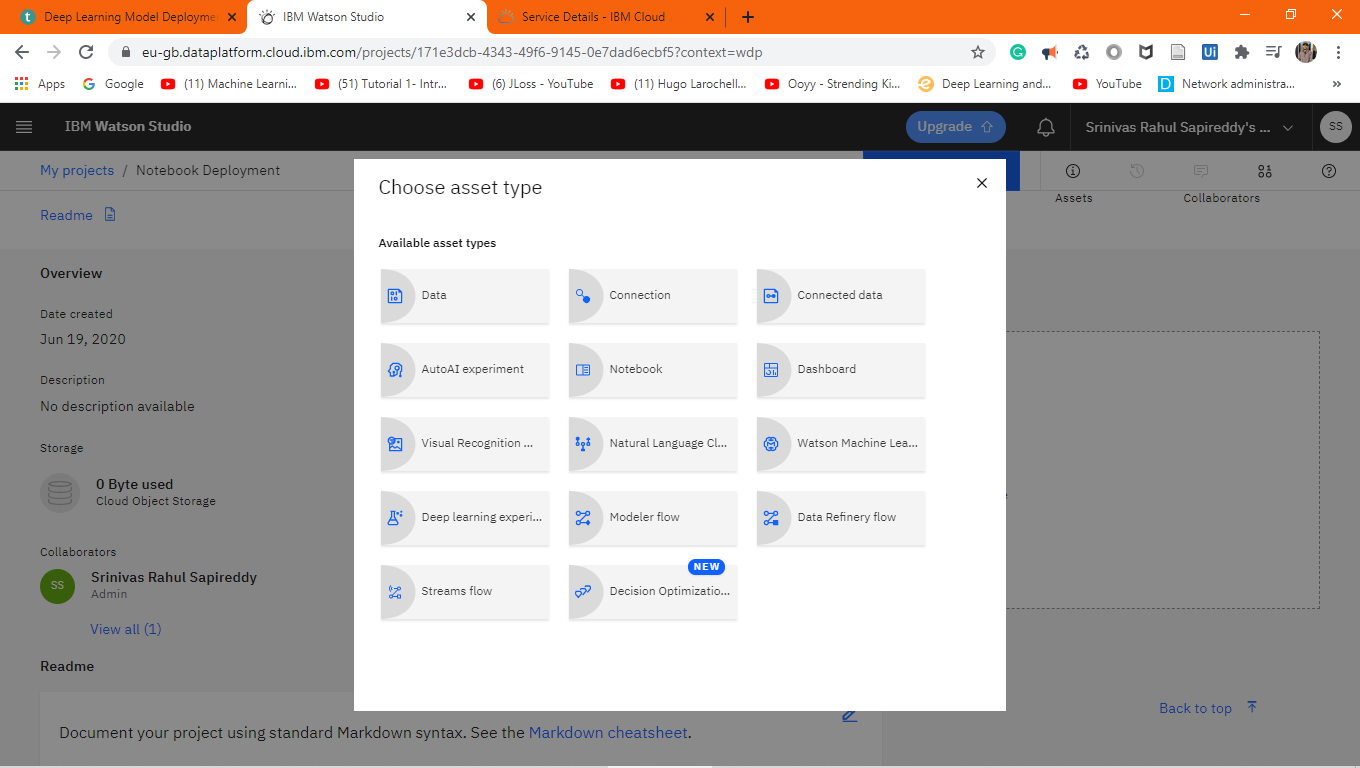 Deep Learning Model Deployme
IBM Watson Studio
Service Details - IBM Cloud
eu-gb.dataplatform.cloud.ibm.com/projects/171e3dcb-4343-49f6-9145-0e7dad6ecbf5?context=wdp
Apps
Google
(11) Machine Learni...
(51) Tutorial 1- Intr...
(6) JLoss - YouTube
(11) Hugo Larochell...
Ooyy - Strending Ki...
Deep Learning and...
YouTube
Network administra...
»
IBM Watson Studio
Upgrade
Srinivas Rahul Sapireddy's ...
SS
My projects / Notebook Deployment
Assets
Collaborators
Readme
Overview
Date created
Jun 19, 2020
Description
No description available
Storage
0 Byte used
Cloud Object Storage
Collaborators
SS
Srinivas Rahul Sapireddy
Admin
View all (1)
Readme
Document your project using standard Markdown syntax. See the Markdown cheatsheet.
Back to top
Choose asset type
Available asset types
Data
Connection
Connected data
AutoAI experiment
Notebook
Dashboard
Visual Recognition ...
Natural Language Cl...
Watson Machine Lea...
Deep learning experi...
Modeler flow
Data Refinery flow
Streams flow
NEW
Decision Optimizatio...